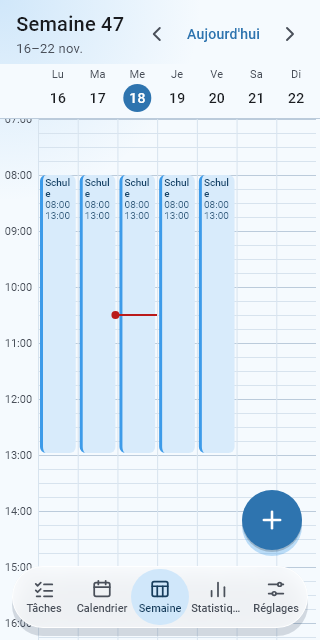 Semaine 47
16–22 nov.
Aujourd'hui
Lu Ma Me Je Ve Sa Di
16 17 18 19 20 21 22
07:00
08:00
Schul
e
08:00
13:00
Schul
e
08:00
13:00
Schul
e
08:00
13:00
Schul
e
08:00
13:00
Schul
e
08:00
13:00
09:00
10:00
11:00
12:00
13:00
14:00
15:00
16:00
Tâches
Calendrier
Semaine
Statistiq…
Réglages